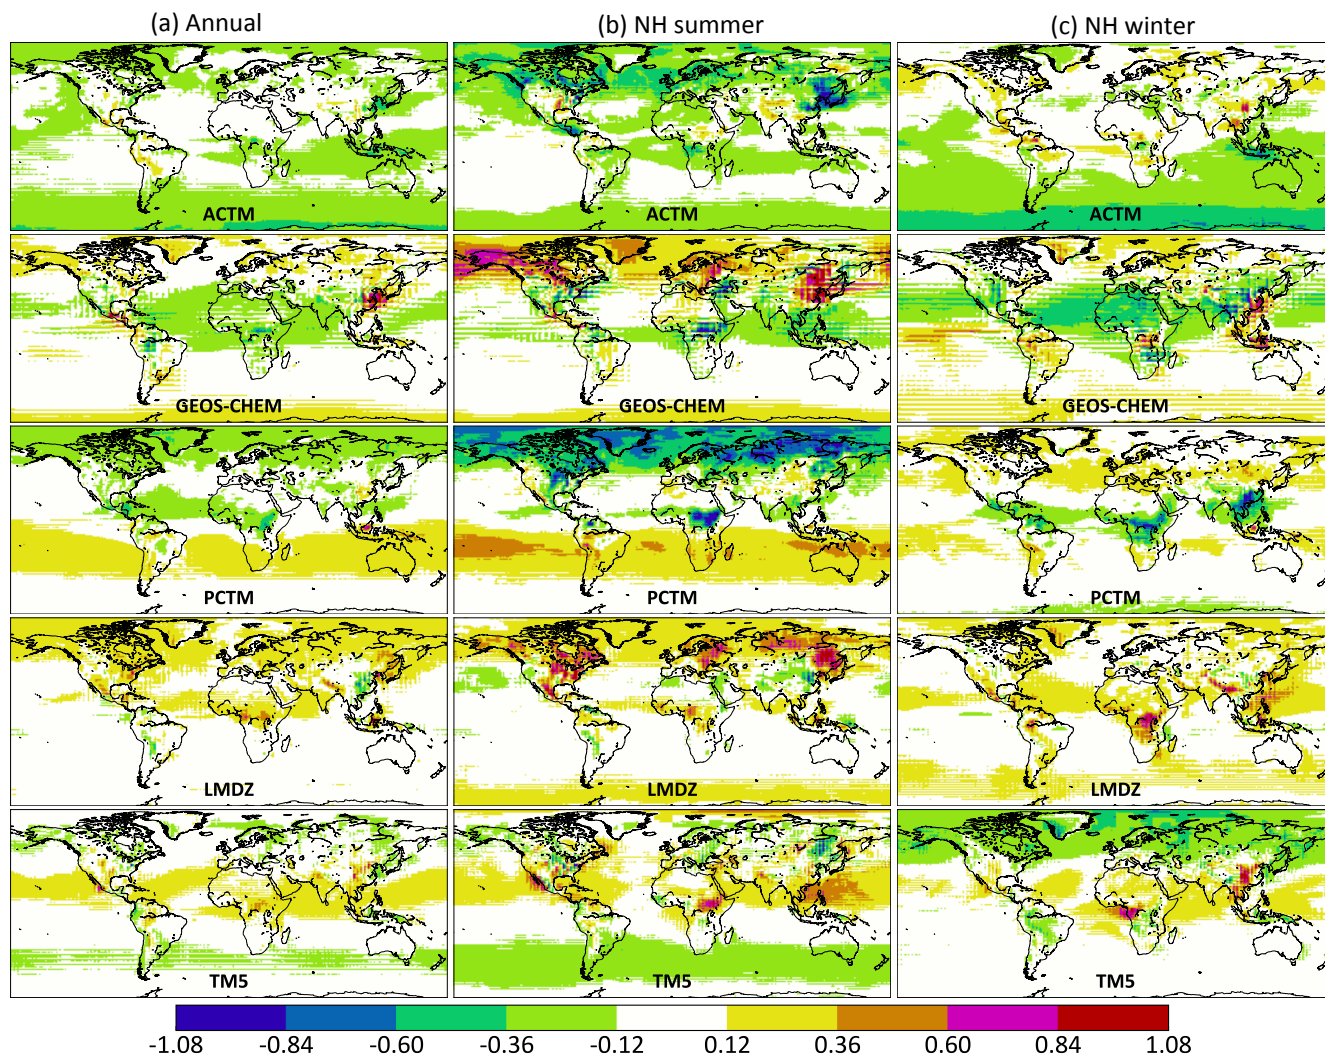 (a) Annual (b) NH summer (c) NH winter
ACTM ACTM ACTM
GEOS-CHEM GEOS-CHEM GEOS-CHEM
PCTM PCTM PCTM
LMDZ LMDZ LMDZ
TM5 TM5 TM5
-1.08 -0.84 -0.60 -0.36 -0.12 0.12 0.36 0.60 0.84 1.08